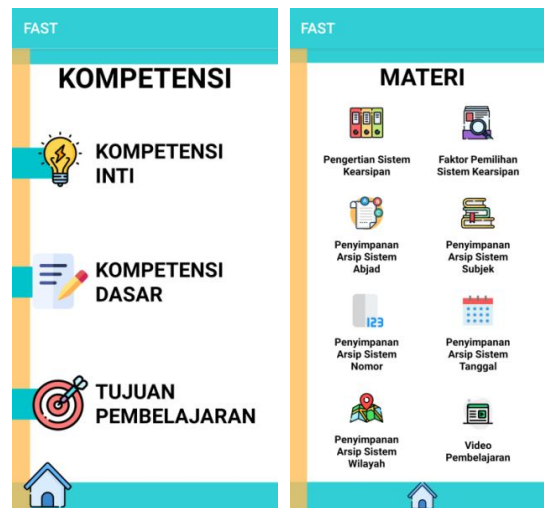 FAST
KOMPETENSI
KOMPETENSI
INTI
KOMPETENSI
DASAR
TUJUAN
PEMBELAJARAN
FAST
MATERI
Pengertian Sistem
Kearsipan
Faktor Pemilihan
Sistem Kearsipan
Penyimpanan
Arsip Sistem
Abjad
Penyimpanan
Arsip Sistem
Subjek
123
Penyimpanan
Arsip Sistem
Nomor
Penyimpanan
Arsip Sistem
Tanggal
Penyimpanan
Arsip Sistem
Wilayah
Video
Pembelajaran